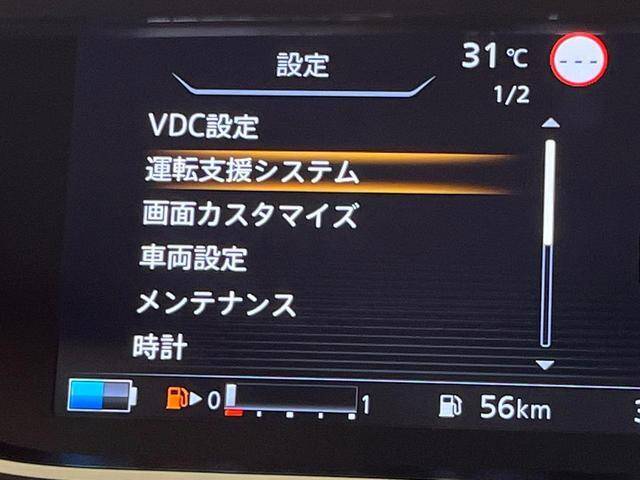 設定
31℃
---
1/2
VDC設定
運転支援システム
画面カスタマイズ
車両設定
メンテナンス
時計
0 1 56km